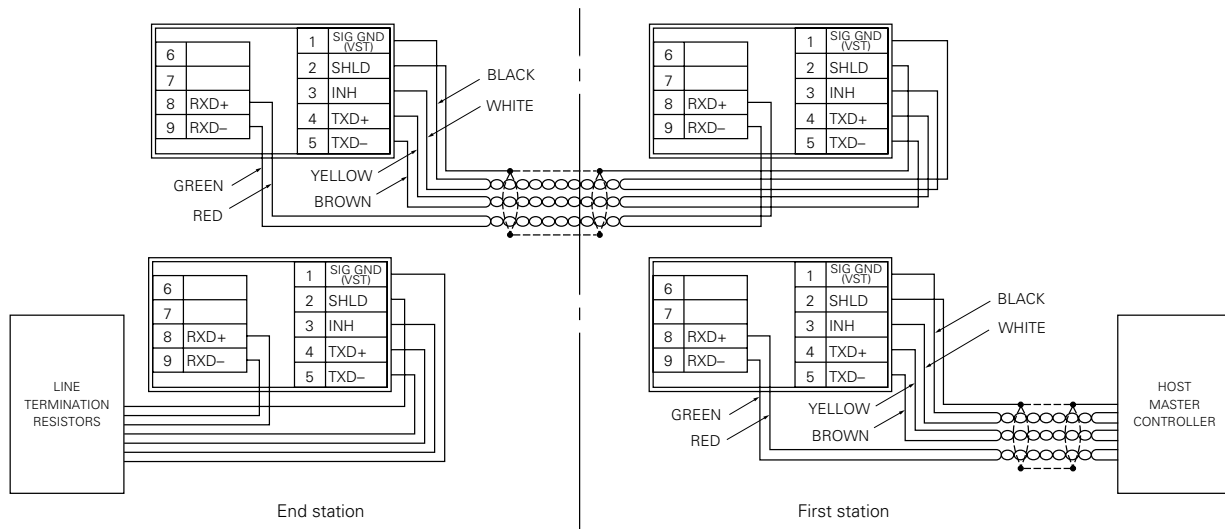 6
7
8 RXD+
9 RXD–
1 SIG GND
(VST)
2 SHLD
3 INH
4 TXD+
5 TXD–
BLACK
WHITE
YELLOW
BROWN
GREEN
RED
6
7
8 RXD+
9 RXD–
1 SIG GND
(VST)
2 SHLD
3 INH
4 TXD+
5 TXD–
LINE
TERMINATION
RESISTORS
6
7
8 RXD+
9 RXD–
1 SIG GND
(VST)
2 SHLD
3 INH
4 TXD+
5 TXD–
End station
6
7
8 RXD+
9 RXD–
1 SIG GND
(VST)
2 SHLD
3 INH
4 TXD+
5 TXD–
BLACK
WHITE
YELLOW
BROWN
GREEN
RED
HOST
MASTER
CONTROLLER
First station